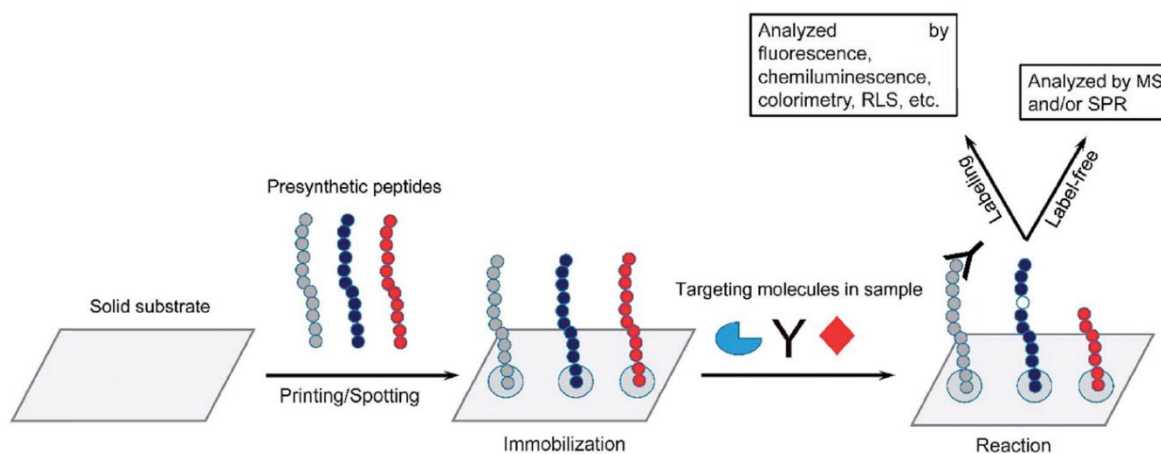 Analyzed by
fluorescence,
chemiluminescence,
colorimetry, RLS, etc.
Analyzed by MS
and/or SPR
Labeling
Label-free
Presynthetic peptides
Solid substrate
Printing/Spotting
Immobilization
Targeting molecules in sample
Reaction